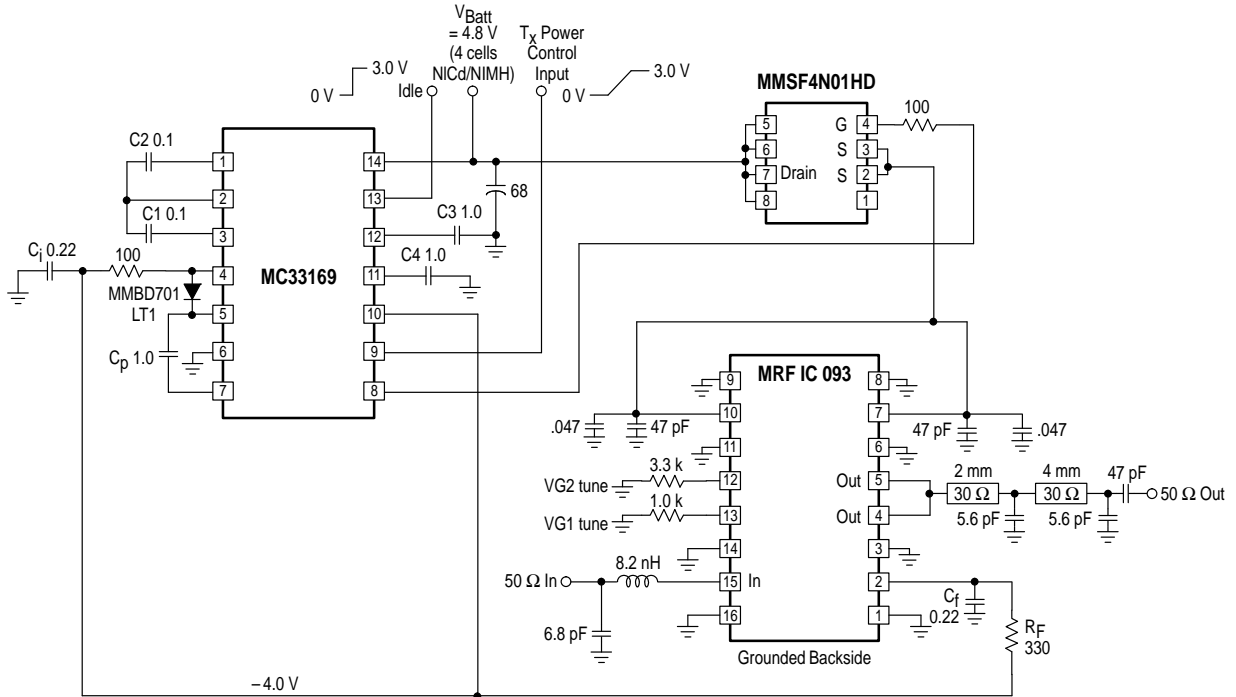 VBatt
= 4.8 V
(4 cells
NICd/NIMH)
TX Power
Control
Input
3.0 V
0 V
Idle
0 V
3.0 V
MMSF4N01HD
C2 0.1
C1 0.1
Ci 0.22
100
MMBD701
LT1
Cp 1.0
1
2
3
4
5
6
7
MC33169
14
13
12
11
10
9
8
68
C3 1.0
C4 1.0
5
6
7
8
Drain
G
S
S
4
3
2
1
100
MRF IC 093
9
10
11
12
13
14
15
16
In
8
7
6
5
4
3
2
1
Out
Out
.047
47 pF
3.3 k
VG2 tune
1.0 k
VG1 tune
8.2 nH
50 Ω In
6.8 pF
47 pF
.047
2 mm
30 Ω
4 mm
30 Ω
47 pF
50 Ω Out
5.6 pF
5.6 pF
Cf
0.22
RF
330
Grounded Backside
–4.0 V